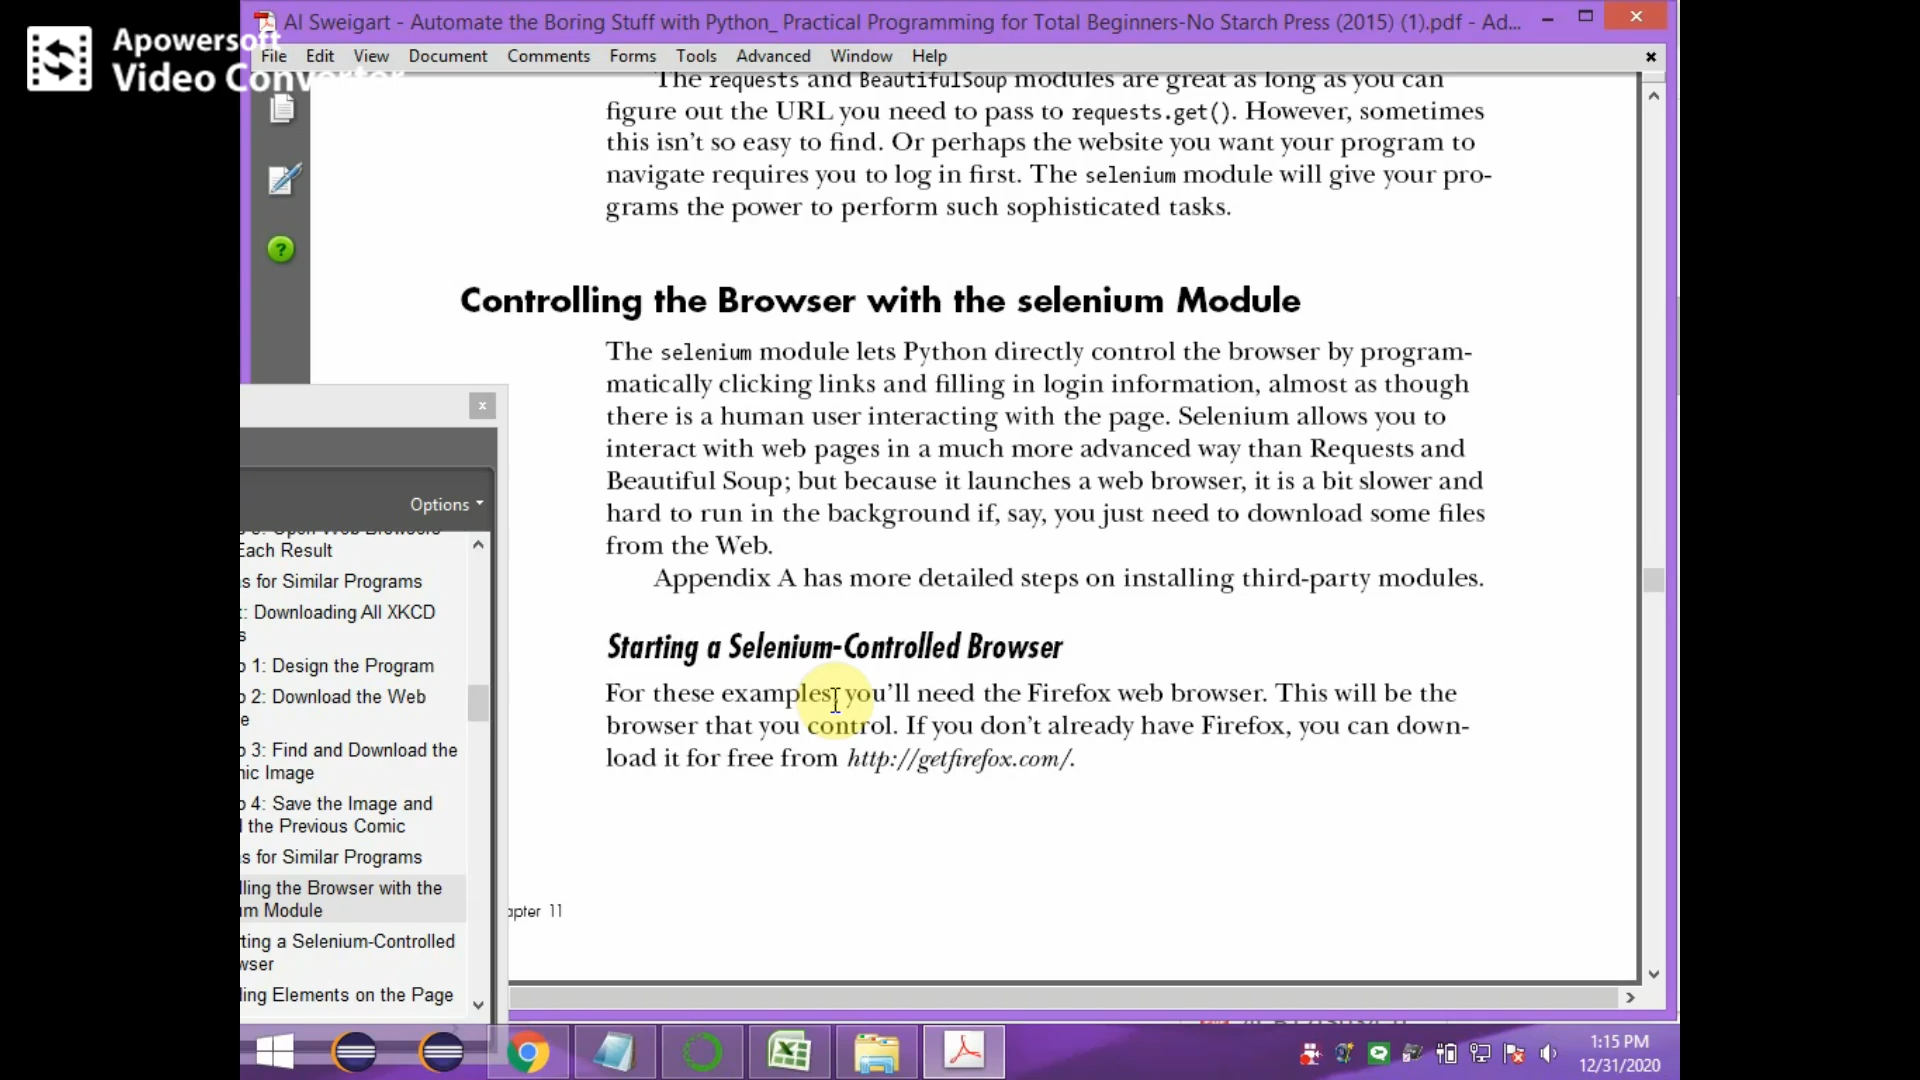 Apowersoft
Video Converter
Al Sweigart - Automate the Boring Stuff with Python_ Practical Programming for Total Beginners-No Starch Press (2015) (1).pdf - Ad...
File Edit View Document Comments Forms Tools Advanced Window Help
The requests and BeautifulSoup modules are great as long as you can
figure out the URL you need to pass to requests.get(). However, sometimes
this isn't so easy to find. Or perhaps the website you want your program to
navigate requires you to log in first. The selenium module will give your pro-
grams the power to perform such sophisticated tasks.
Controlling the Browser with the selenium Module
The selenium module lets Python directly control the browser by program-
matically clicking links and filling in login information, almost as though
there is a human user interacting with the page. Selenium allows you to
interact with web pages in a much more advanced way than Requests and
Beautiful Soup; but because it launches a web browser, it is a bit slower and
hard to run in the background if, say, you just need to download some files
from the Web.
Appendix A has more detailed steps on installing third-party modules.
Starting a Selenium-Controlled Browser
For these examples, you'll need the Firefox web browser. This will be the
browser that you control. If you don't already have Firefox, you can down-
load it for free from http://getfirefox.com/.
apter 11
Options
Each Result
s for Similar Programs
: Downloading All XKCD
s
1: Design the Program
2: Download the Web
e
3: Find and Download the
ic Image
4: Save the Image and
the Previous Comic
s for Similar Programs
lling the Browser with the
m Module
ting a Selenium-Controlled
wser
ing Elements on the Page
1:15 PM
12/31/2020